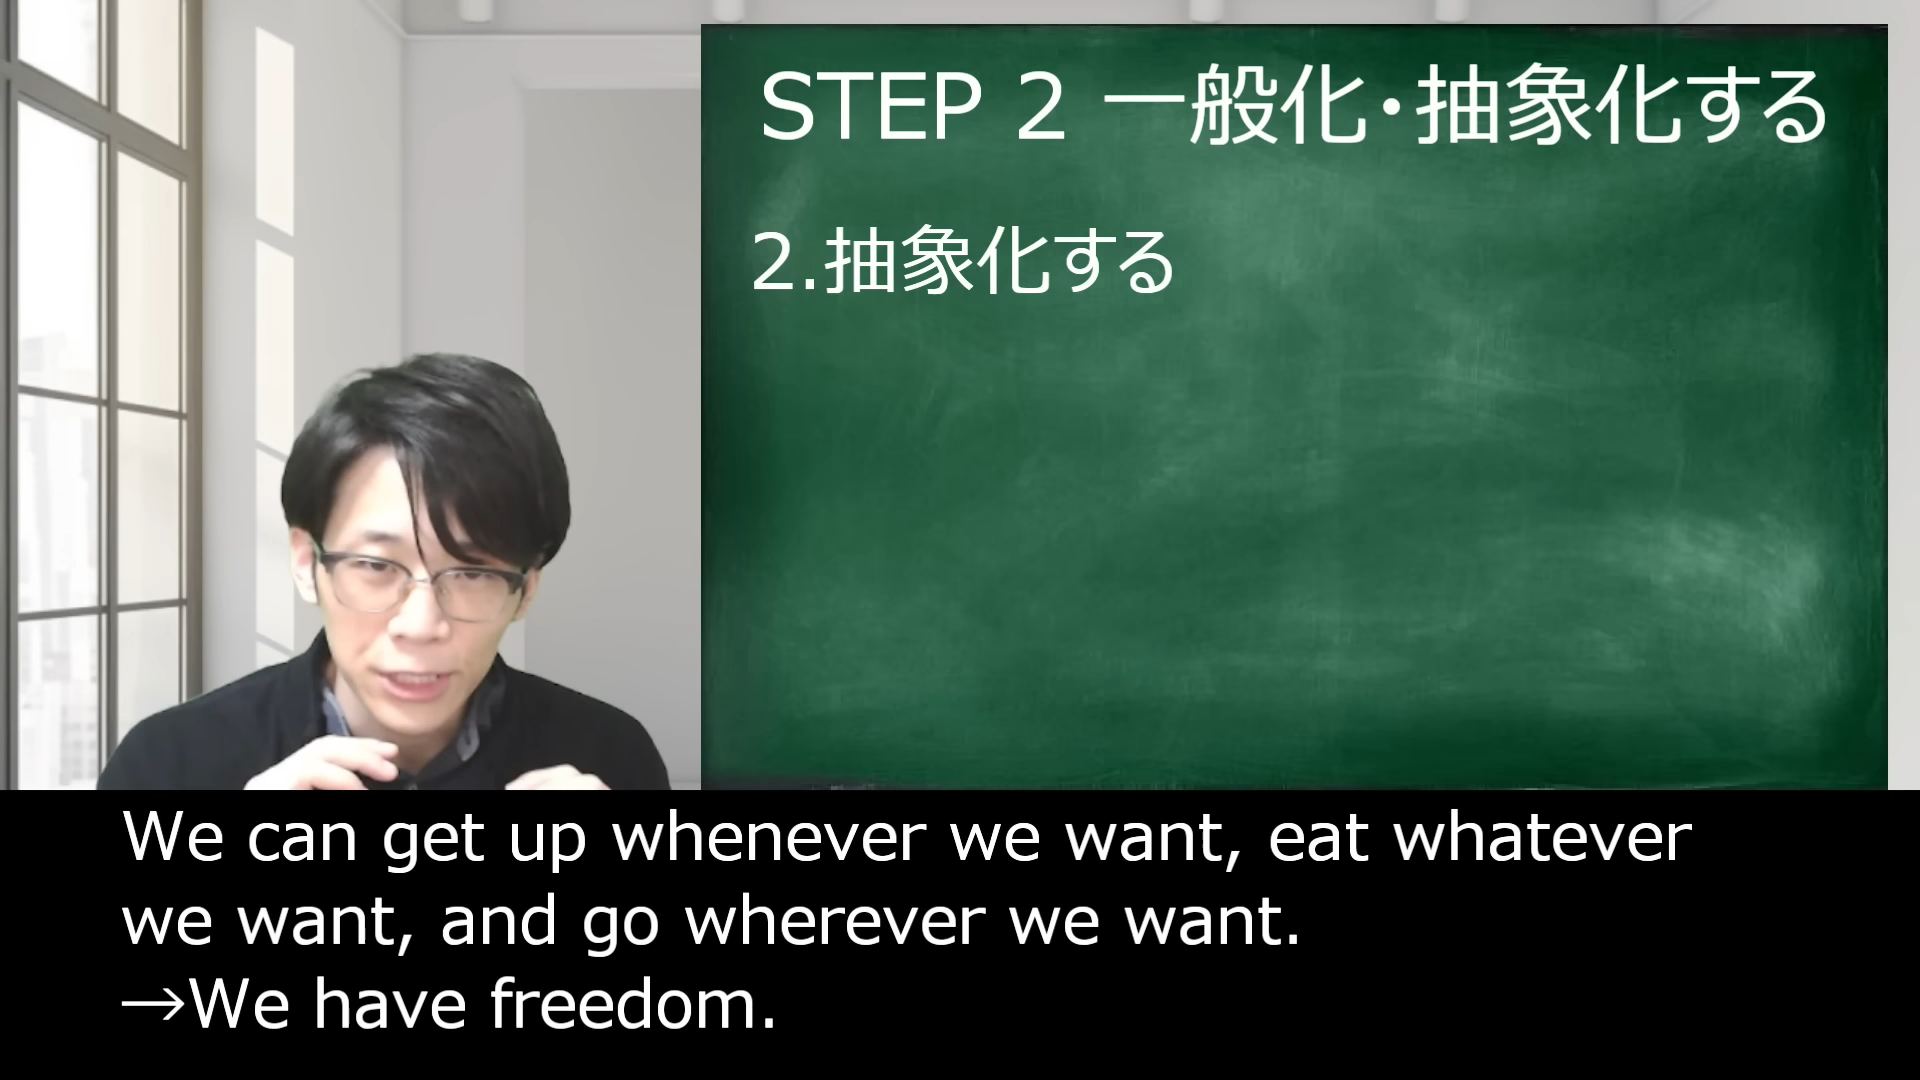 STEP 2 一般化・抽象化する
2.抽象化する
We can get up whenever we want, eat whatever
we want, and go wherever we want.
→We have freedom.